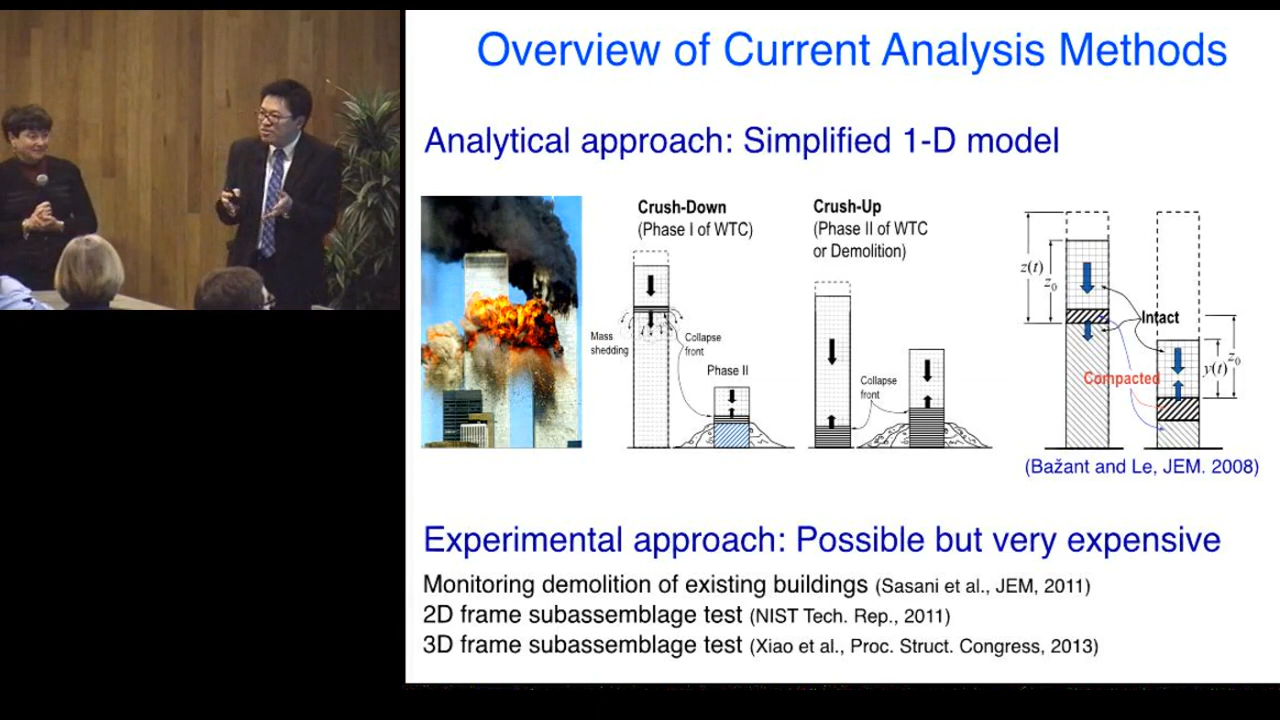 Overview of Current Analysis Methods
Analytical approach: Simplified 1-D model
Crush-Down
(Phase I of WTC)
Crush-Up
(Phase II of WTC
or Demolition)
Mass
shedding
Collapse
front
Phase II
Collapse
front
z(t)
z₀
Intact
Compacted
y(t)
z₀
(Bažant and Le, JEM. 2008)
Experimental approach: Possible but very expensive
Monitoring demolition of existing buildings (Sasani et al., JEM, 2011)
2D frame subassemblage test (NIST Tech. Rep., 2011)
3D frame subassemblage test (Xiao et al., Proc. Struct. Congress, 2013)